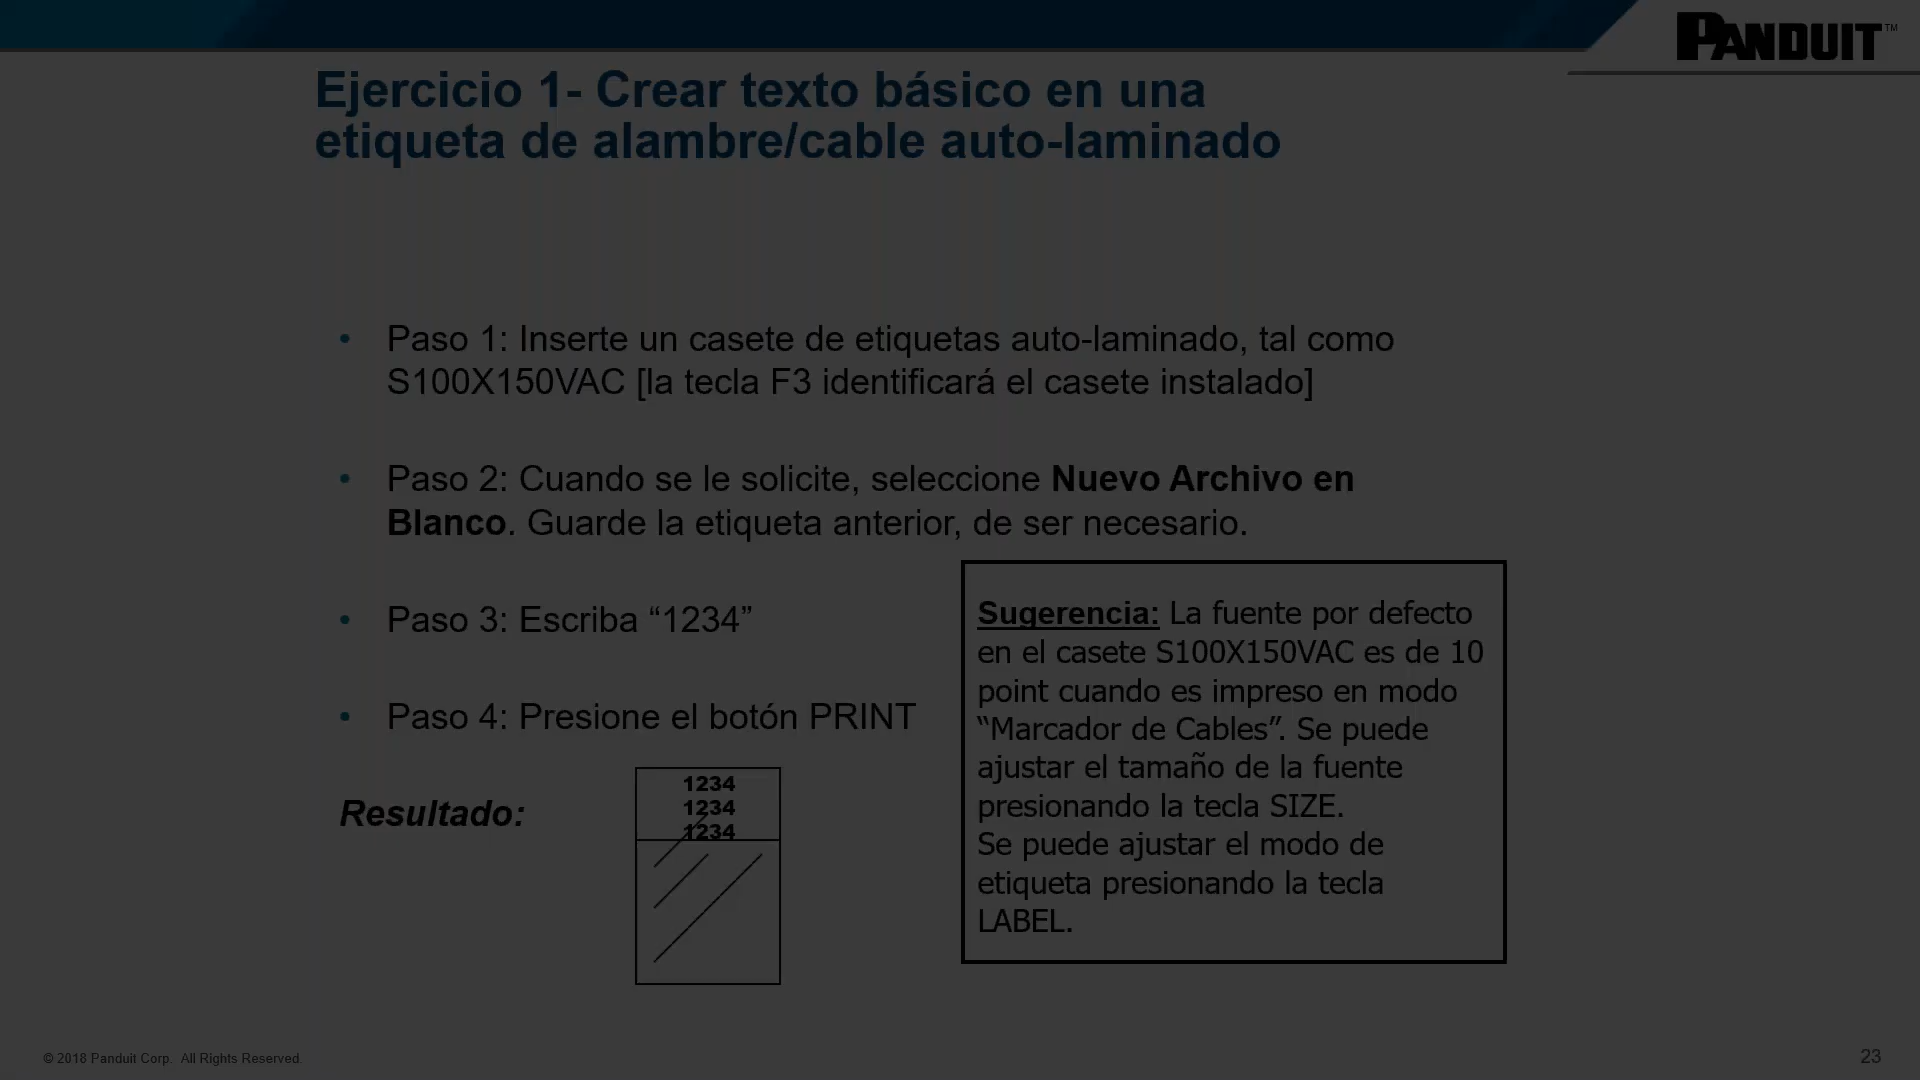 PANDUIT™
Ejercicio 1- Crear texto básico en una
etiqueta de alambre/cable auto-laminado
• Paso 1: Inserte un casete de etiquetas auto-laminado, tal como
S100X150VAC [la tecla F3 identificará el casete instalado]
• Paso 2: Cuando se le solicite, seleccione Nuevo Archivo en
Blanco. Guarde la etiqueta anterior, de ser necesario.
• Paso 3: Escriba “1234”
• Paso 4: Presione el botón PRINT
Resultado:
1234
1234
1234
Sugerencia: La fuente por defecto
en el casete S100X150VAC es de 10
point cuando es impreso en modo
“Marcador de Cables”. Se puede
ajustar el tamaño de la fuente
presionando la tecla SIZE.
Se puede ajustar el modo de
etiqueta presionando la tecla
LABEL.
© 2018 Panduit Corp. All Rights Reserved.
23